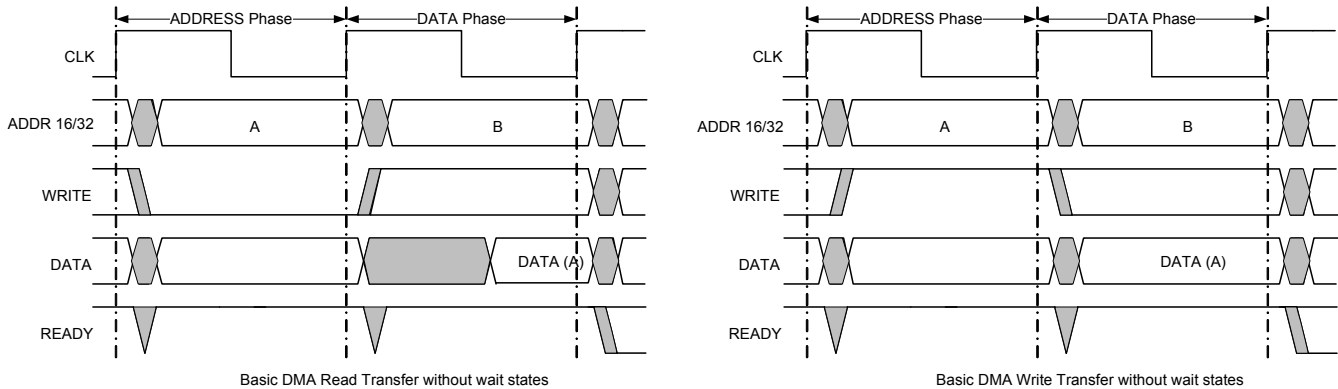 ADDRESS Phase DATA Phase
CLK
ADDR 16/32 A B
WRITE
DATA DATA (A)
READY
Basic DMA Read Transfer without wait states
ADDRESS Phase DATA Phase
CLK
ADDR 16/32 A B
WRITE
DATA DATA (A)
READY
Basic DMA Write Transfer without wait states